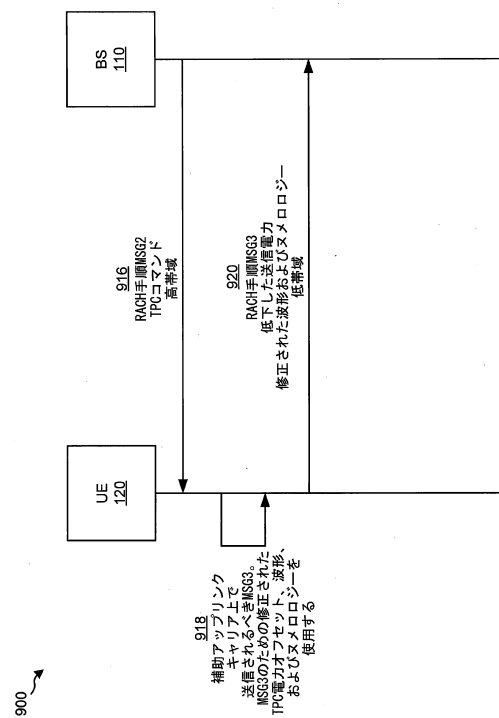 900
UE
120
BS
110
916
RACH手順MSG2
TPCコマンド
高帯域
918
補助アップリンク
キャリア上で
送信されるべきMSG3。
MSG3のための修正された
TPC電力オフセット、波形、
およびヌメロロジーを
使用する
920
RACH手順MSG3
低下した送信電力
修正された波形およびヌメロロジー
低帯域